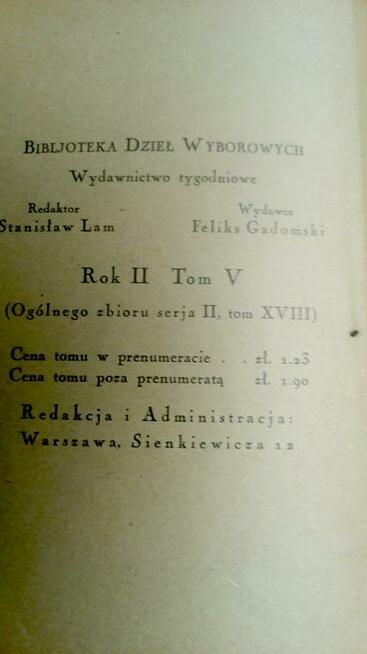 BIBLJOTEKA DZIEŁ WYBOROWYCH
Wydawnictwo tygodniowe
Redaktor Wydawca
Stanisław Lam Feliks Gadomski
Rok II Tom V
(Ogólnego zbioru serja II, tom XVIII)
Cena tomu w prenumeracie . . zł. 1.23
Cena tomu poza prenumeratą zł. 1.90
Redakcja i Administracja:
Warszawa, Sienkiewicza 12